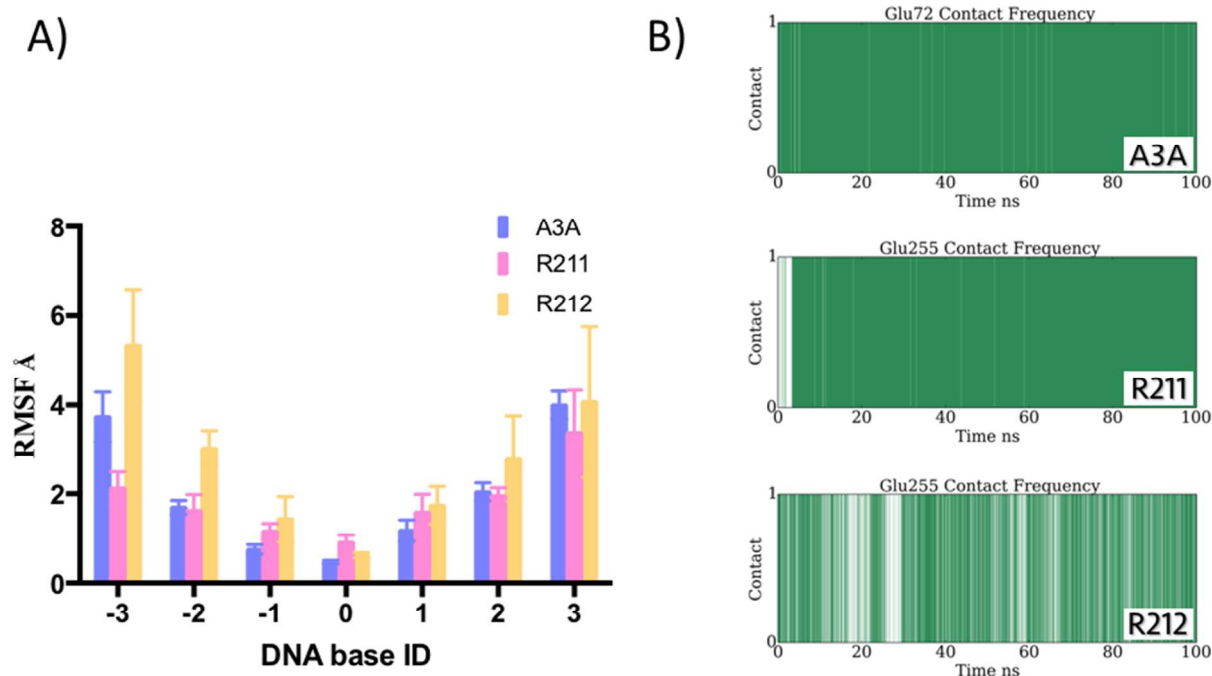 A)
8
6
4
2
0
RMSF Å
A3A
R211
R212
-3 -2 -1 0 1 2 3
DNA base ID
B)
Glu72 Contact Frequency
1
Contact
0
A3A
0 20 40 60 80 100
Time ns
Glu255 Contact Frequency
1
Contact
0
R211
0 20 40 60 80 100
Time ns
Glu255 Contact Frequency
1
Contact
0
R212
0 20 40 60 80 100
Time ns